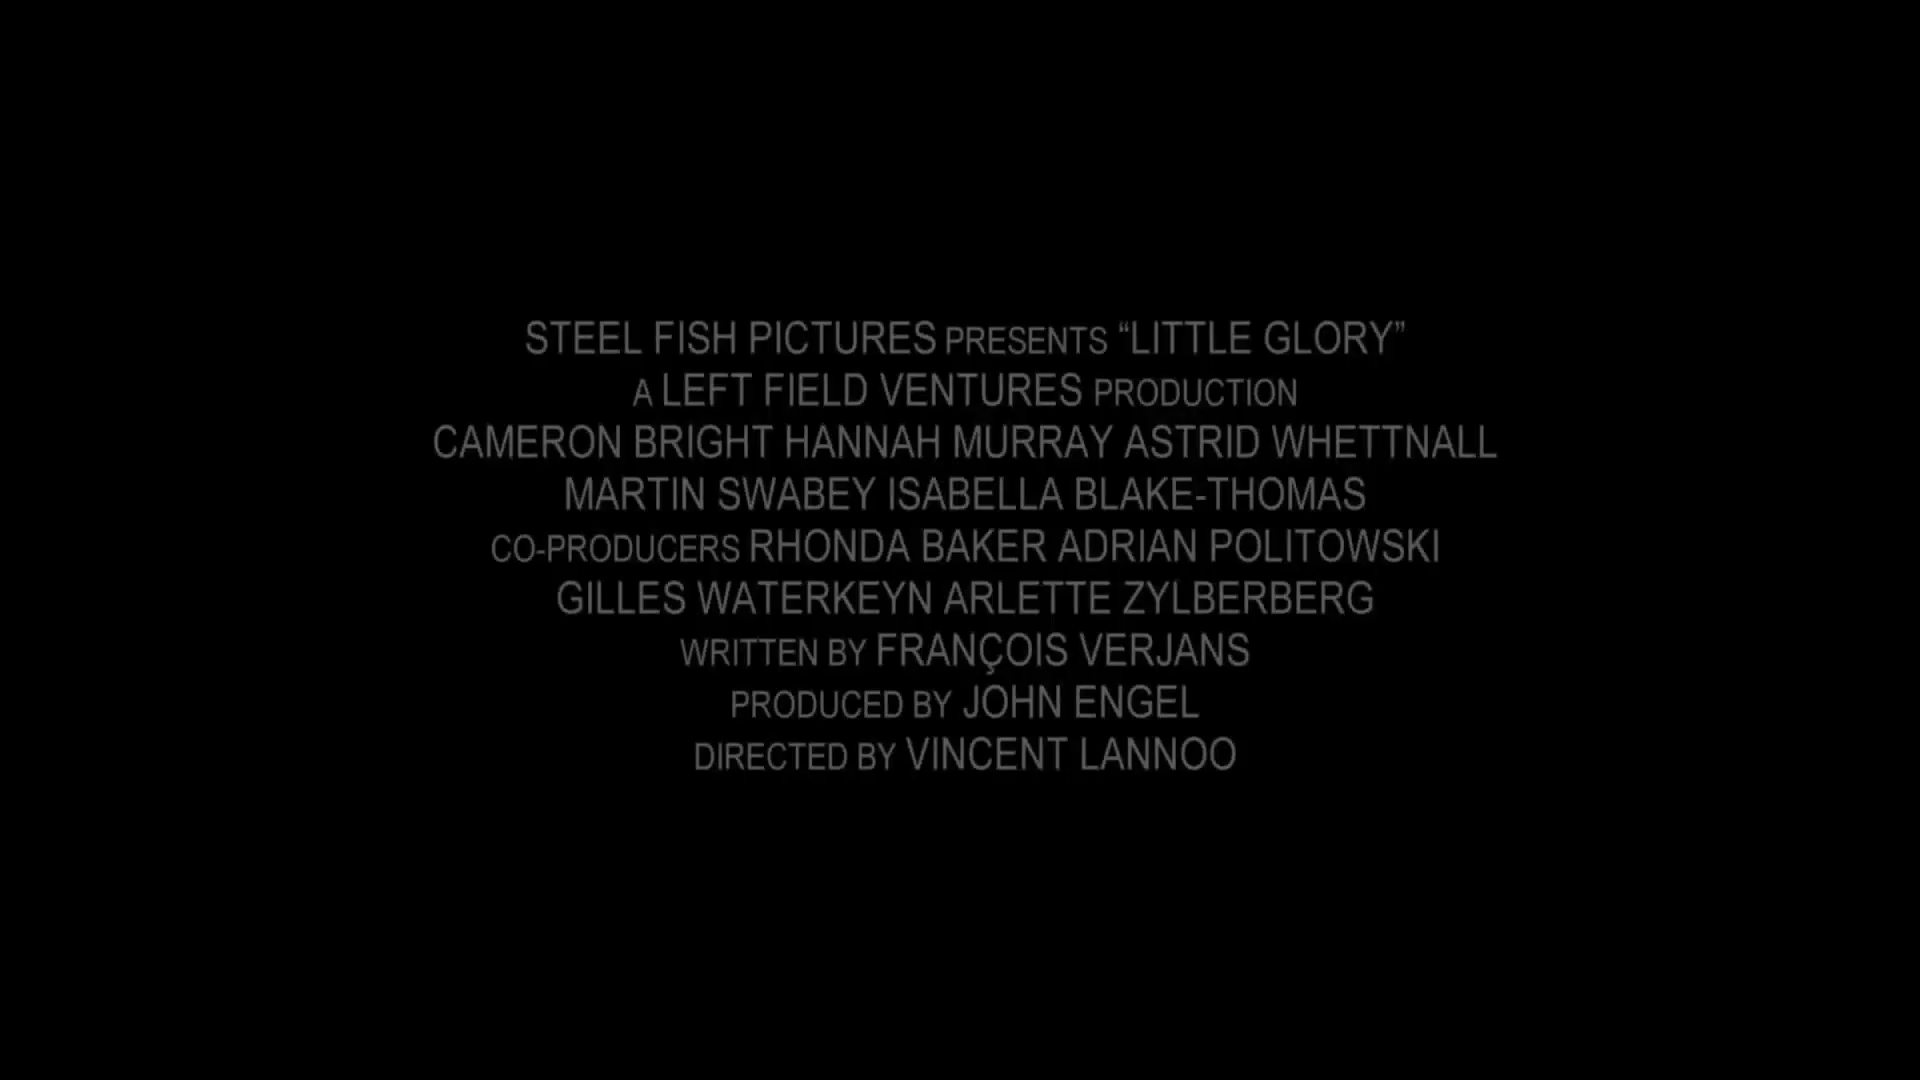 STEEL FISH PICTURES PRESENTS “LITTLE GLORY”
A LEFT FIELD VENTURES PRODUCTION
CAMERON BRIGHT HANNAH MURRAY ASTRID WHETTNALL
MARTIN SWABEY ISABELLA BLAKE-THOMAS
CO-PRODUCERS RHONDA BAKER ADRIAN POLITOWSKI
GILLES WATERKEYN ARLETTE ZYLBERBERG
WRITTEN BY FRANÇOIS VERJANS
PRODUCED BY JOHN ENGEL
DIRECTED BY VINCENT LANNOO